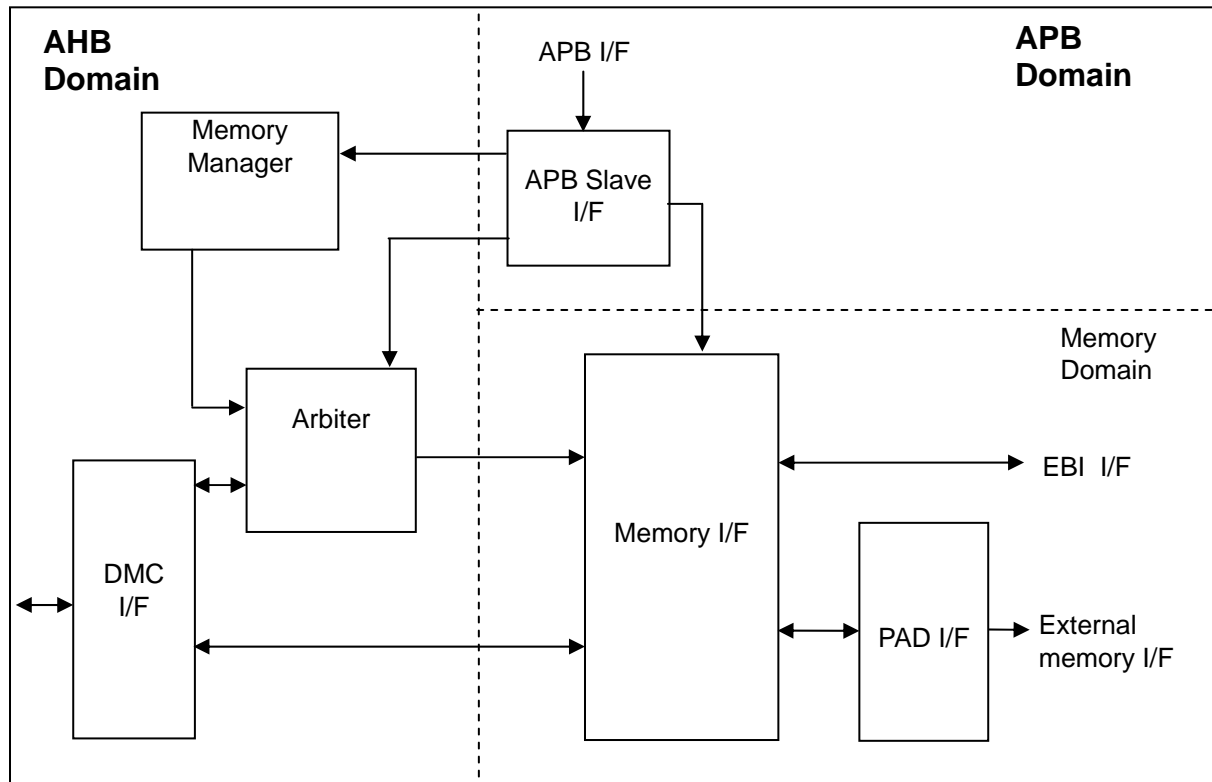 AHB
Domain
APB I/F
APB
Domain
Memory
Manager
APB Slave
I/F
Memory
Domain
Arbiter
EBI I/F
Memory I/F
DMC
I/F
PAD I/F
External
memory I/F